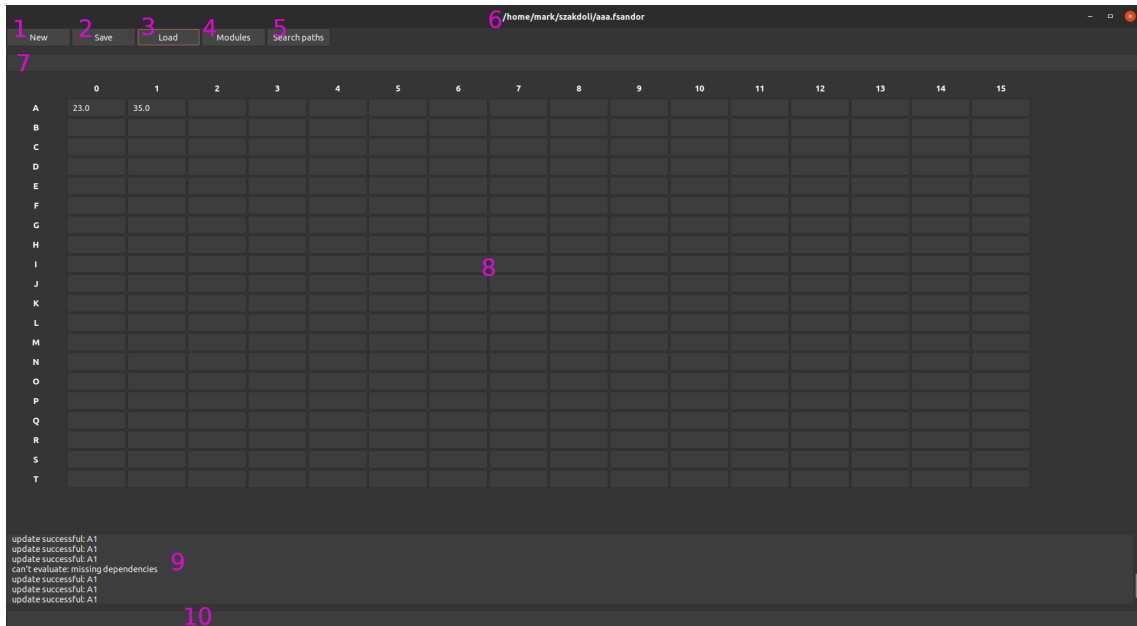 6/home/mark/szakdoli/aaa.fsandor
1 2 3 4 5
New Save Load Modules Search paths
7
0 1 2 3 4 5 6 7 8 9 10 11 12 13 14 15
A 23.0 35.0
B
C
D
E
F
G
H
I 8
J
K
L
M
N
O
P
Q
R
S
T
update successful: A1
update successful: A1
update successful: A1 9
can't evaluate: missing dependencies
update successful: A1
update successful: A1
update successful: A1
10